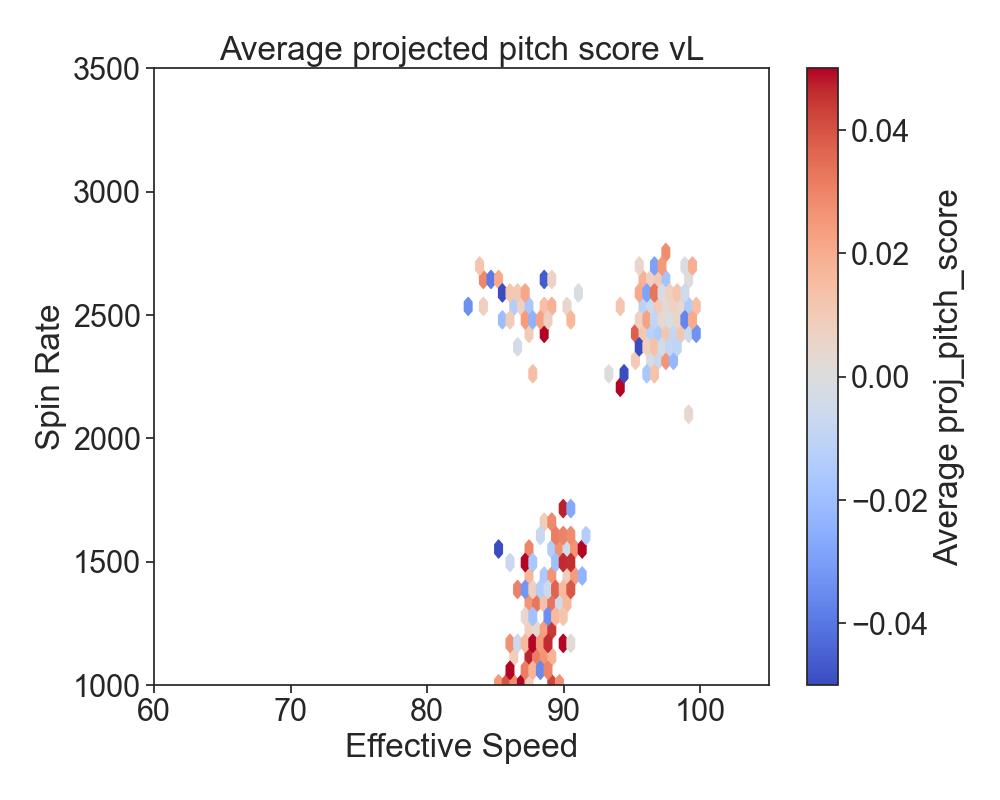 Average projected pitch score vL
3500
3000
2500
2000
1500
1000
Spin Rate
60 70 80 90 100
Effective Speed
0.04
0.02
0.00
−0.02
−0.04
Average proj_pitch_score